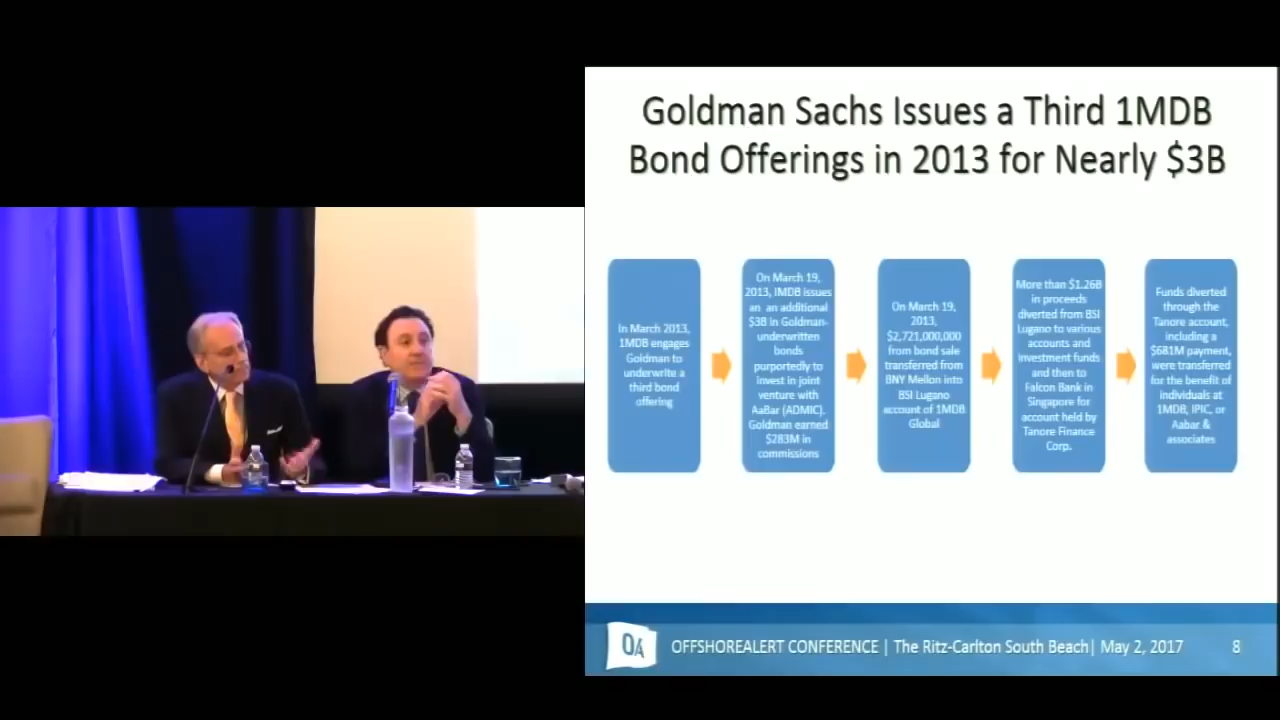 Goldman Sachs Issues a Third 1MDB
Bond Offerings in 2013 for Nearly $3B
In March 2013,
1MDB engages
Goldman to
underwrite a
third bond
offering
On March 19,
2013, IMDB issues
an an additional
$3B in Goldman-
underwritten
bonds
purportedly to
invest in joint
venture with
AaBar (ADMIC).
Goldman earned
$283M in
commissions
On March 19,
2013,
$2,721,000,000
from bond sale
transferred from
BNY Mellon into
BSI Lugano
account of 1MDB
Global
More than $1.26B
in proceeds
diverted from BSI
Lugano to various
accounts and
investment funds
and then to
Falcon Bank in
Singapore for
account held by
Tanore Finance
Corp.
Funds diverted
through the
Tanore account,
including a
$681M payment,
were transferred
for the benefit of
individuals at
1MDB, IPIC, or
Aabar &
associates
OA
OFFSHOREALERT CONFERENCE | The Ritz-Carlton South Beach| May 2, 2017
8